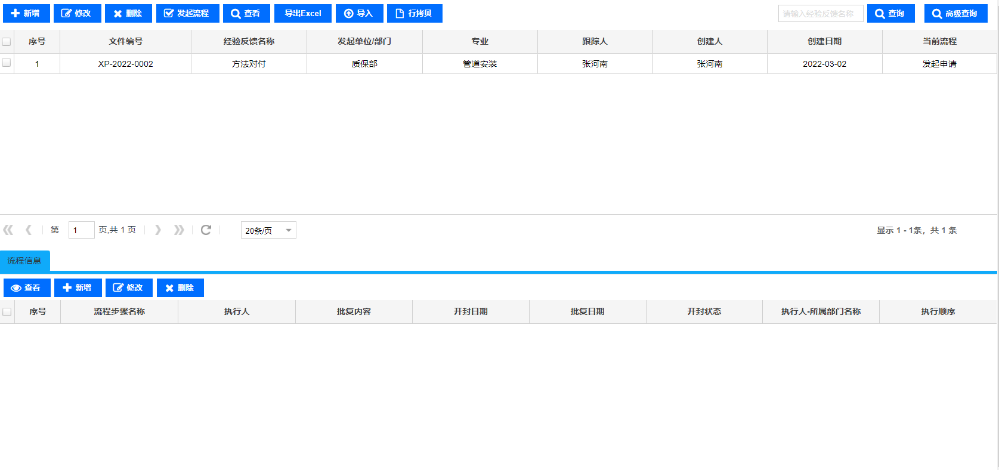 新增 修改 删除 发起流程 查看 导出Excel 导入 行拷贝 请输入经验反馈名称 查询 高级查询
序号 文件编号 经验反馈名称 发起单位/部门 专业 跟踪人 创建人 创建日期 当前流程
1 XP-2022-0002 方法对付 质保部 管道安装 张河南 张河南 2022-03-02 发起申请
第 1 页,共 1 页 20条/页 显示 1 - 1条，共 1 条
流程信息
查看 新增 修改 删除
序号 流程步骤名称 执行人 批复内容 开封日期 批复日期 开封状态 执行人-所属部门名称 执行顺序